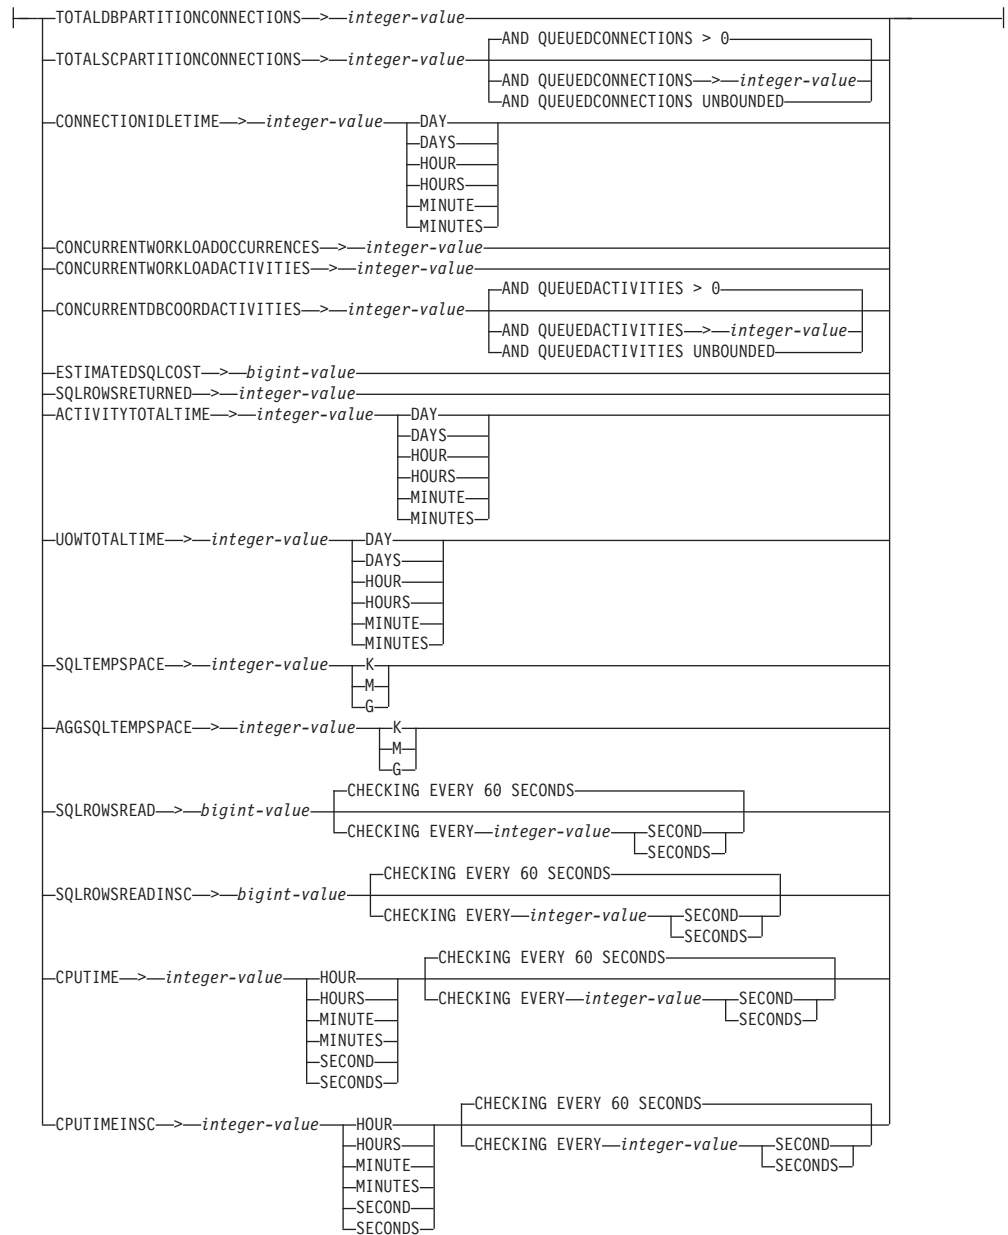 TOTALDBPARTITIONCONNECTIONS > integer-value
AND QUEUEDCONNECTIONS > 0
TOTALSCPARTITIONCONNECTIONS > integer-value
AND QUEUEDCONNECTIONS > integer-value
AND QUEUEDCONNECTIONS UNBOUNDED
CONNECTIONIDLETIME > integer-value DAY
DAYS
HOUR
HOURS
MINUTE
MINUTES
CONCURRENTWORKLOADOCCURRENCES > integer-value
CONCURRENTWORKLOADACTIVITIES > integer-value
AND QUEUEDACTIVITIES > 0
CONCURRENTDBCOORDACTIVITIES > integer-value
AND QUEUEDACTIVITIES > integer-value
AND QUEUEDACTIVITIES UNBOUNDED
ESTIMATEDSQLCOST > bigint-value
SQLROWSRETURNED > integer-value
ACTIVITYTOTALTIME > integer-value DAY
DAYS
HOUR
HOURS
MINUTE
MINUTES
UOWTOTALTIME > integer-value DAY
DAYS
HOUR
HOURS
MINUTE
MINUTES
SQLTEMPSPACE > integer-value K
M
G
AGGSQLTEMPSPACE > integer-value K
M
G
CHECKING EVERY 60 SECONDS
SQLROWSREAD > bigint-value
CHECKING EVERY integer-value SECOND
SECONDS
CHECKING EVERY 60 SECONDS
SQLROWSREADINSC > bigint-value
CHECKING EVERY integer-value SECOND
SECONDS
CHECKING EVERY 60 SECONDS
CPUTIME > integer-value HOUR
HOURS CHECKING EVERY integer-value SECOND
MINUTE SECONDS
MINUTES
SECOND
SECONDS
CHECKING EVERY 60 SECONDS
CPUTIMEINSC > integer-value HOUR
HOURS CHECKING EVERY integer-value SECOND
MINUTE SECONDS
MINUTES
SECOND
SECONDS